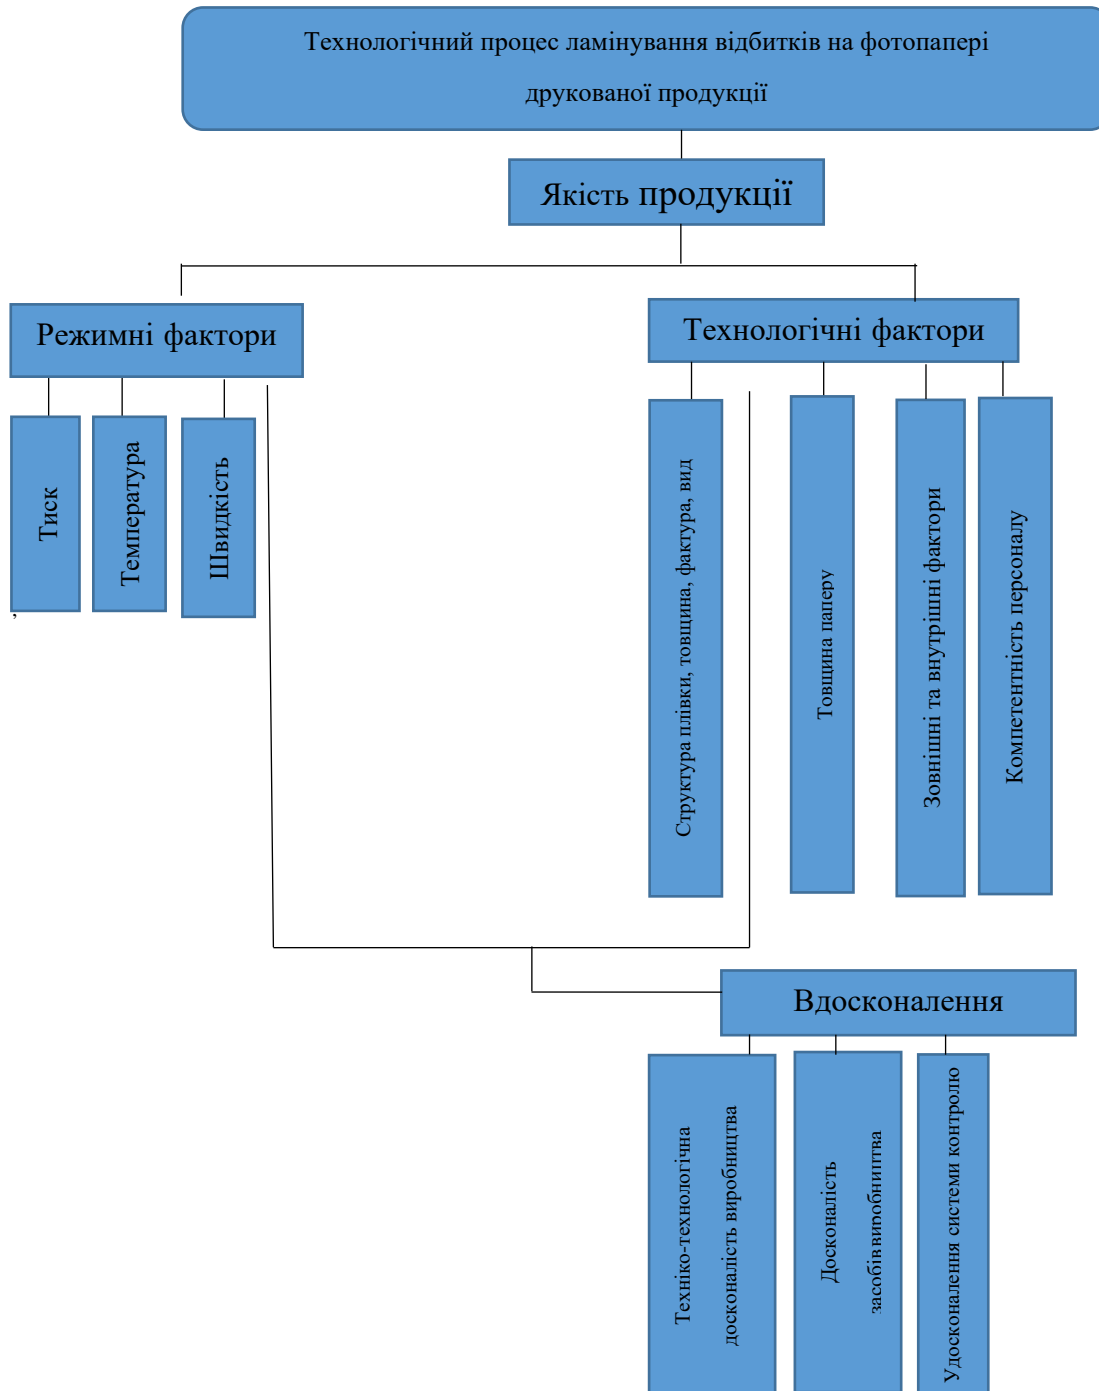 Технологічний процес ламінування відбитків на фотопапері
друкованої продукції
Якість продукції
Режимні фактори
Технологічні фактори
Тиск
Температура
Швидкість
,
Структура плівки, товщина, фактура, вид
Товщина паперу
Зовнішні та внутрішні фактори
Компетентність персоналу
Вдосконалення
Техніко-технологічна
досконалість виробництва
Досконалість
засобів виробництва
Удосконалення системи контролю